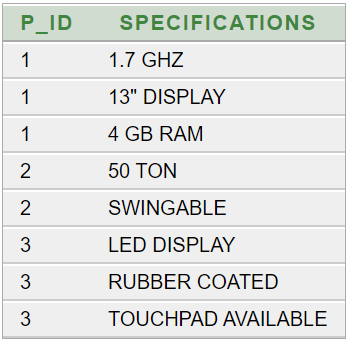 P_ID SPECIFICATIONS
1 1.7 GHZ
1 13" DISPLAY
1 4 GB RAM
2 50 TON
2 SWINGABLE
3 LED DISPLAY
3 RUBBER COATED
3 TOUCHPAD AVAILABLE